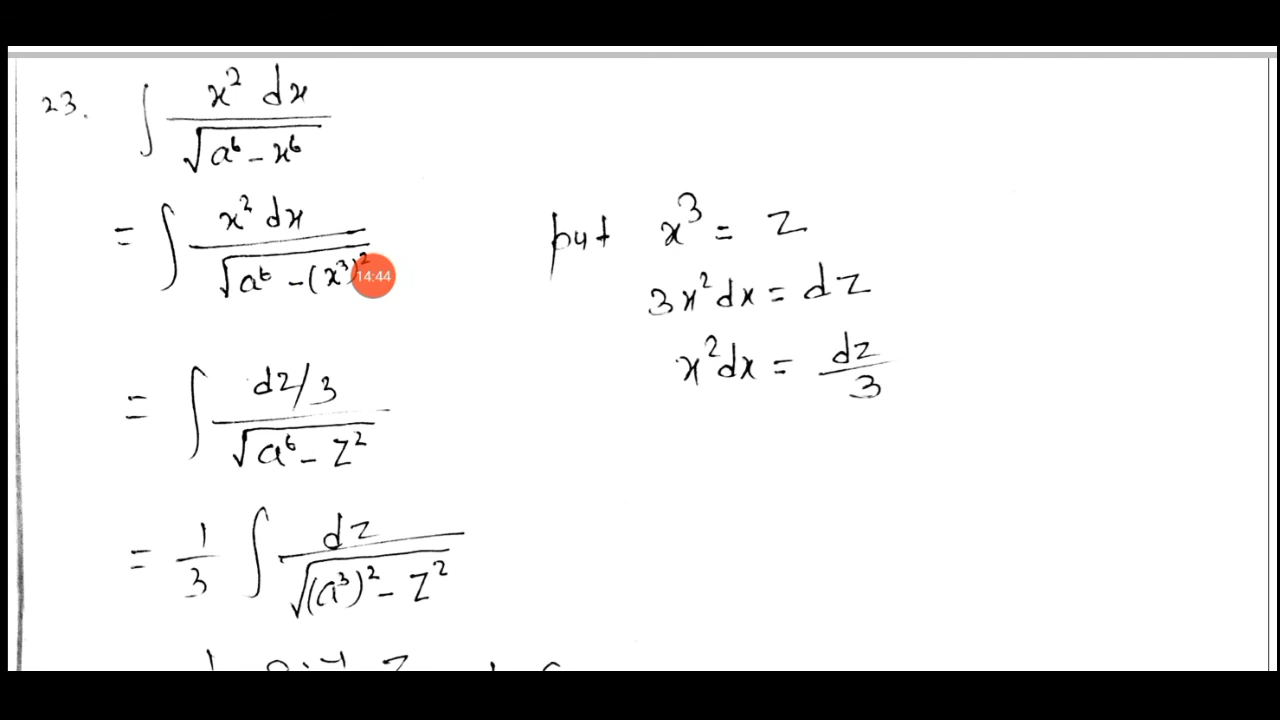 23. ∫ x² dx / √(a⁶ - x⁶)
= ∫ x² dx / √(a⁶ - (x³)²)
14:44
put x³ = z
3x² dx = dz
x² dx = dz/3
= ∫ dz/3 / √(a⁶ - z²)
= 1/3 ∫ dz / √((a³)² - z²)